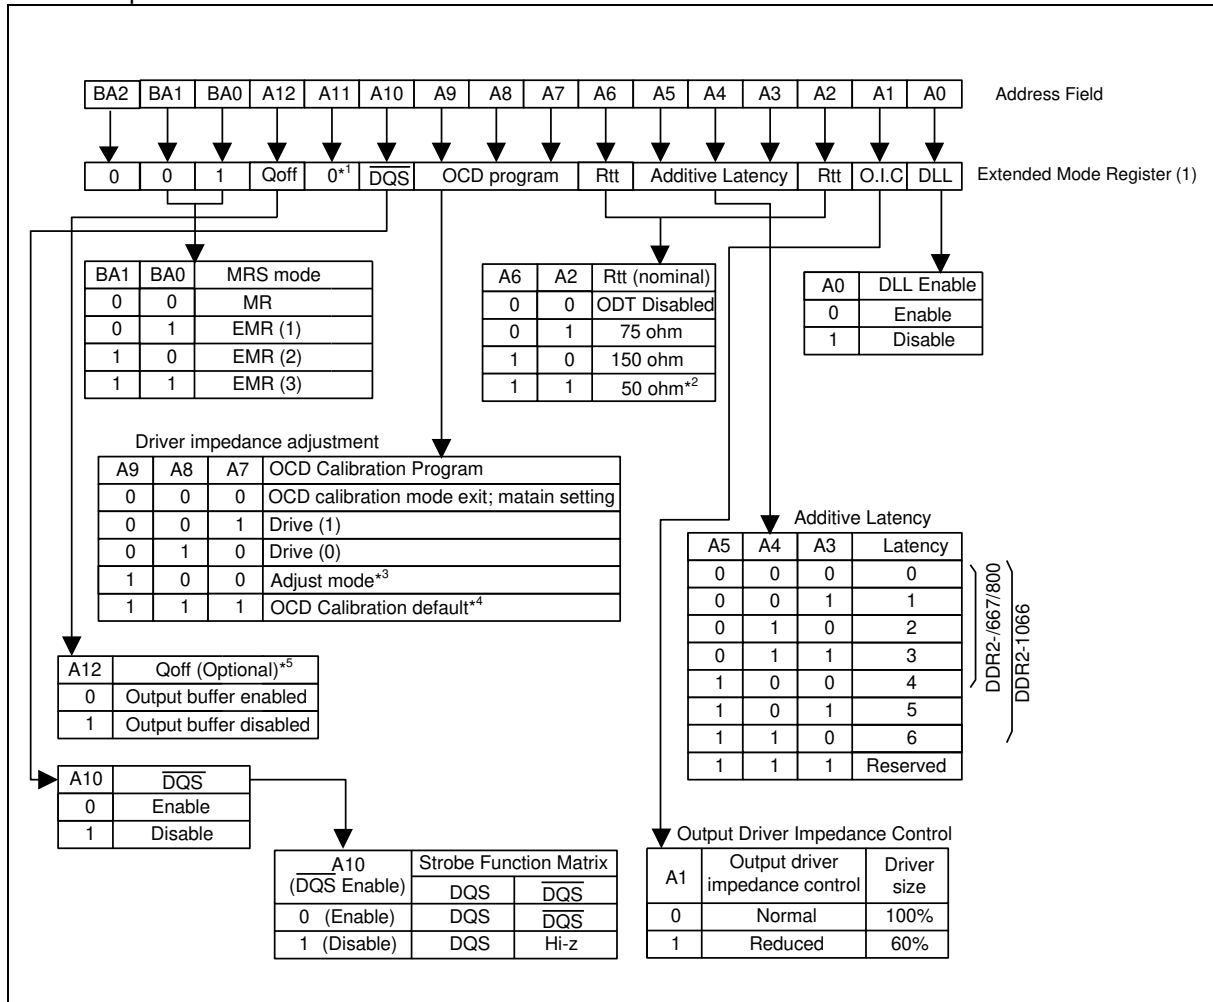 BA2 BA1 BA0 A12 A11 A10 A9 A8 A7 A6 A5 A4 A3 A2 A1 A0 Address Field
0 0 1 Qoff 0*1 DQS OCD program Rtt Additive Latency Rtt O.I.C DLL Extended Mode Register (1)
BA1 BA0 MRS mode
0 0 MR
0 1 EMR (1)
1 0 EMR (2)
1 1 EMR (3)
A6 A2 Rtt (nominal)
0 0 ODT Disabled
0 1 75 ohm
1 0 150 ohm
1 1 50 ohm*2
A0 DLL Enable
0 Enable
1 Disable
Driver impedance adjustment
A9 A8 A7 OCD Calibration Program
0 0 0 OCD calibration mode exit; matain setting
0 0 1 Drive (1)
0 1 0 Drive (0)
1 0 0 Adjust mode*3
1 1 1 OCD Calibration default*4
Additive Latency
A5 A4 A3 Latency
0 0 0 0
0 0 1 1
0 1 0 2
0 1 1 3
1 0 0 4
1 0 1 5
1 1 0 6
1 1 1 Reserved
DDR2-/667/800
DDR2-1066
A12 Qoff (Optional)*5
0 Output buffer enabled
1 Output buffer disabled
A10 DQS
0 Enable
1 Disable
A10 (DQS Enable) Strobe Function Matrix
DQS DQS
0 (Enable) DQS DQS
1 (Disable) DQS Hi-z
Output Driver Impedance Control
A1 Output driver impedance control Driver size
0 Normal 100%
1 Reduced 60%